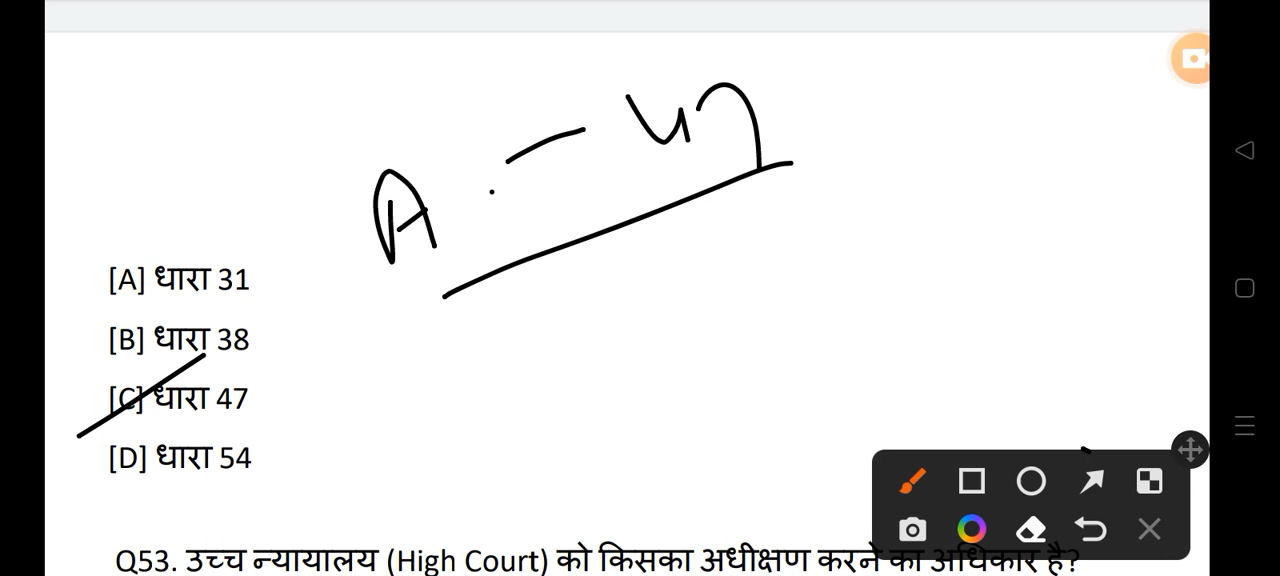 A - 47
[A] धारा 31
[B] धारा 38
[C] धारा 47
[D] धारा 54
Q53. उच्च न्यायालय (High Court) को किसका अधीक्षण करने का अधिकार है?